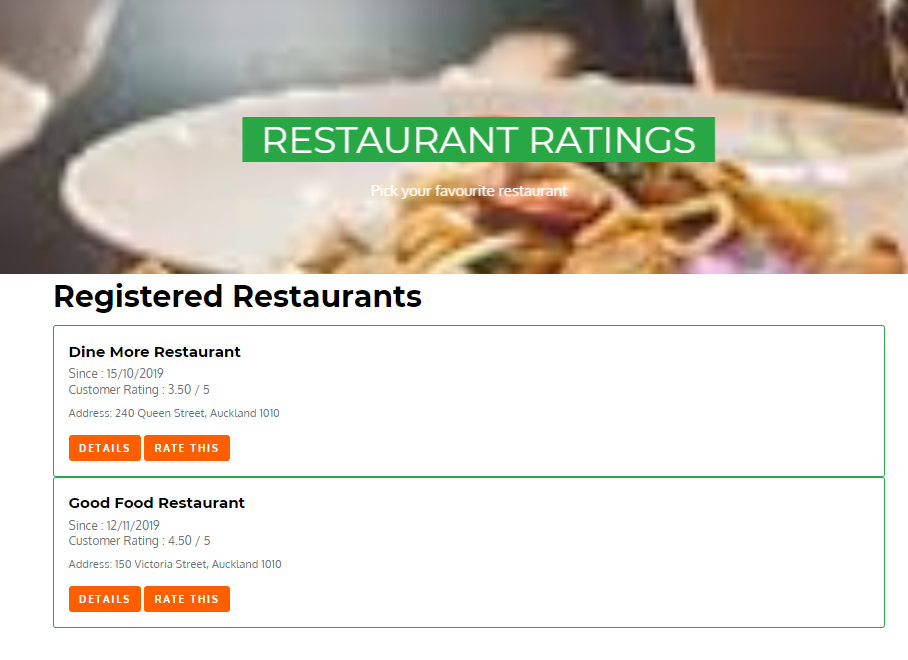 RESTAURANT RATINGS
Pick your favourite restaurant
Registered Restaurants
Dine More Restaurant
Since : 15/10/2019
Customer Rating : 3.50 / 5
Address: 240 Queen Street, Auckland 1010
DETAILS RATE THIS
Good Food Restaurant
Since : 12/11/2019
Customer Rating : 4.50 / 5
Address: 150 Victoria Street, Auckland 1010
DETAILS RATE THIS